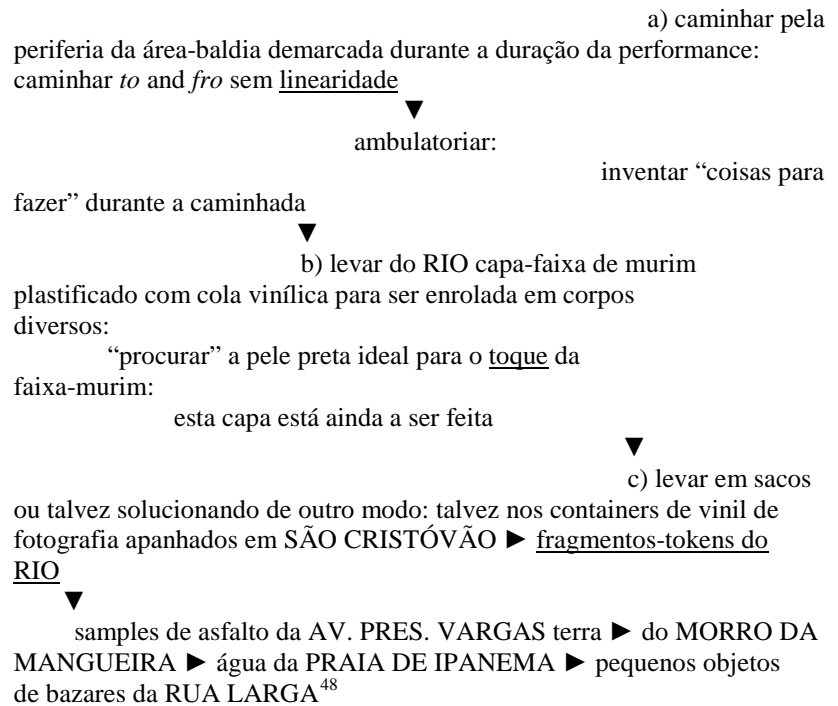 a) caminhar pela
periferia da área-baldia demarcada durante a duração da performance:
caminhar to and fro sem linearidade
▼
ambulatoriar:
inventar “coisas para
fazer” durante a caminhada
▼
b) levar do RIO capa-faixa de murim
plastificado com cola vinílica para ser enrolada em corpos
diversos:
“procurar” a pele preta ideal para o toque da
faixa-murim:
esta capa está ainda a ser feita
▼
c) levar em sacos
ou talvez solucionando de outro modo: talvez nos containers de vinil de
fotografia apanhados em SÃO CRISTÓVÃO ► fragmentos-tokens do
RIO
▼
samples de asfalto da AV. PRES. VARGAS terra ► do MORRO DA
MANGUEIRA ► água da PRAIA DE IPANEMA ► pequenos objetos
de bazares da RUA LARGA48